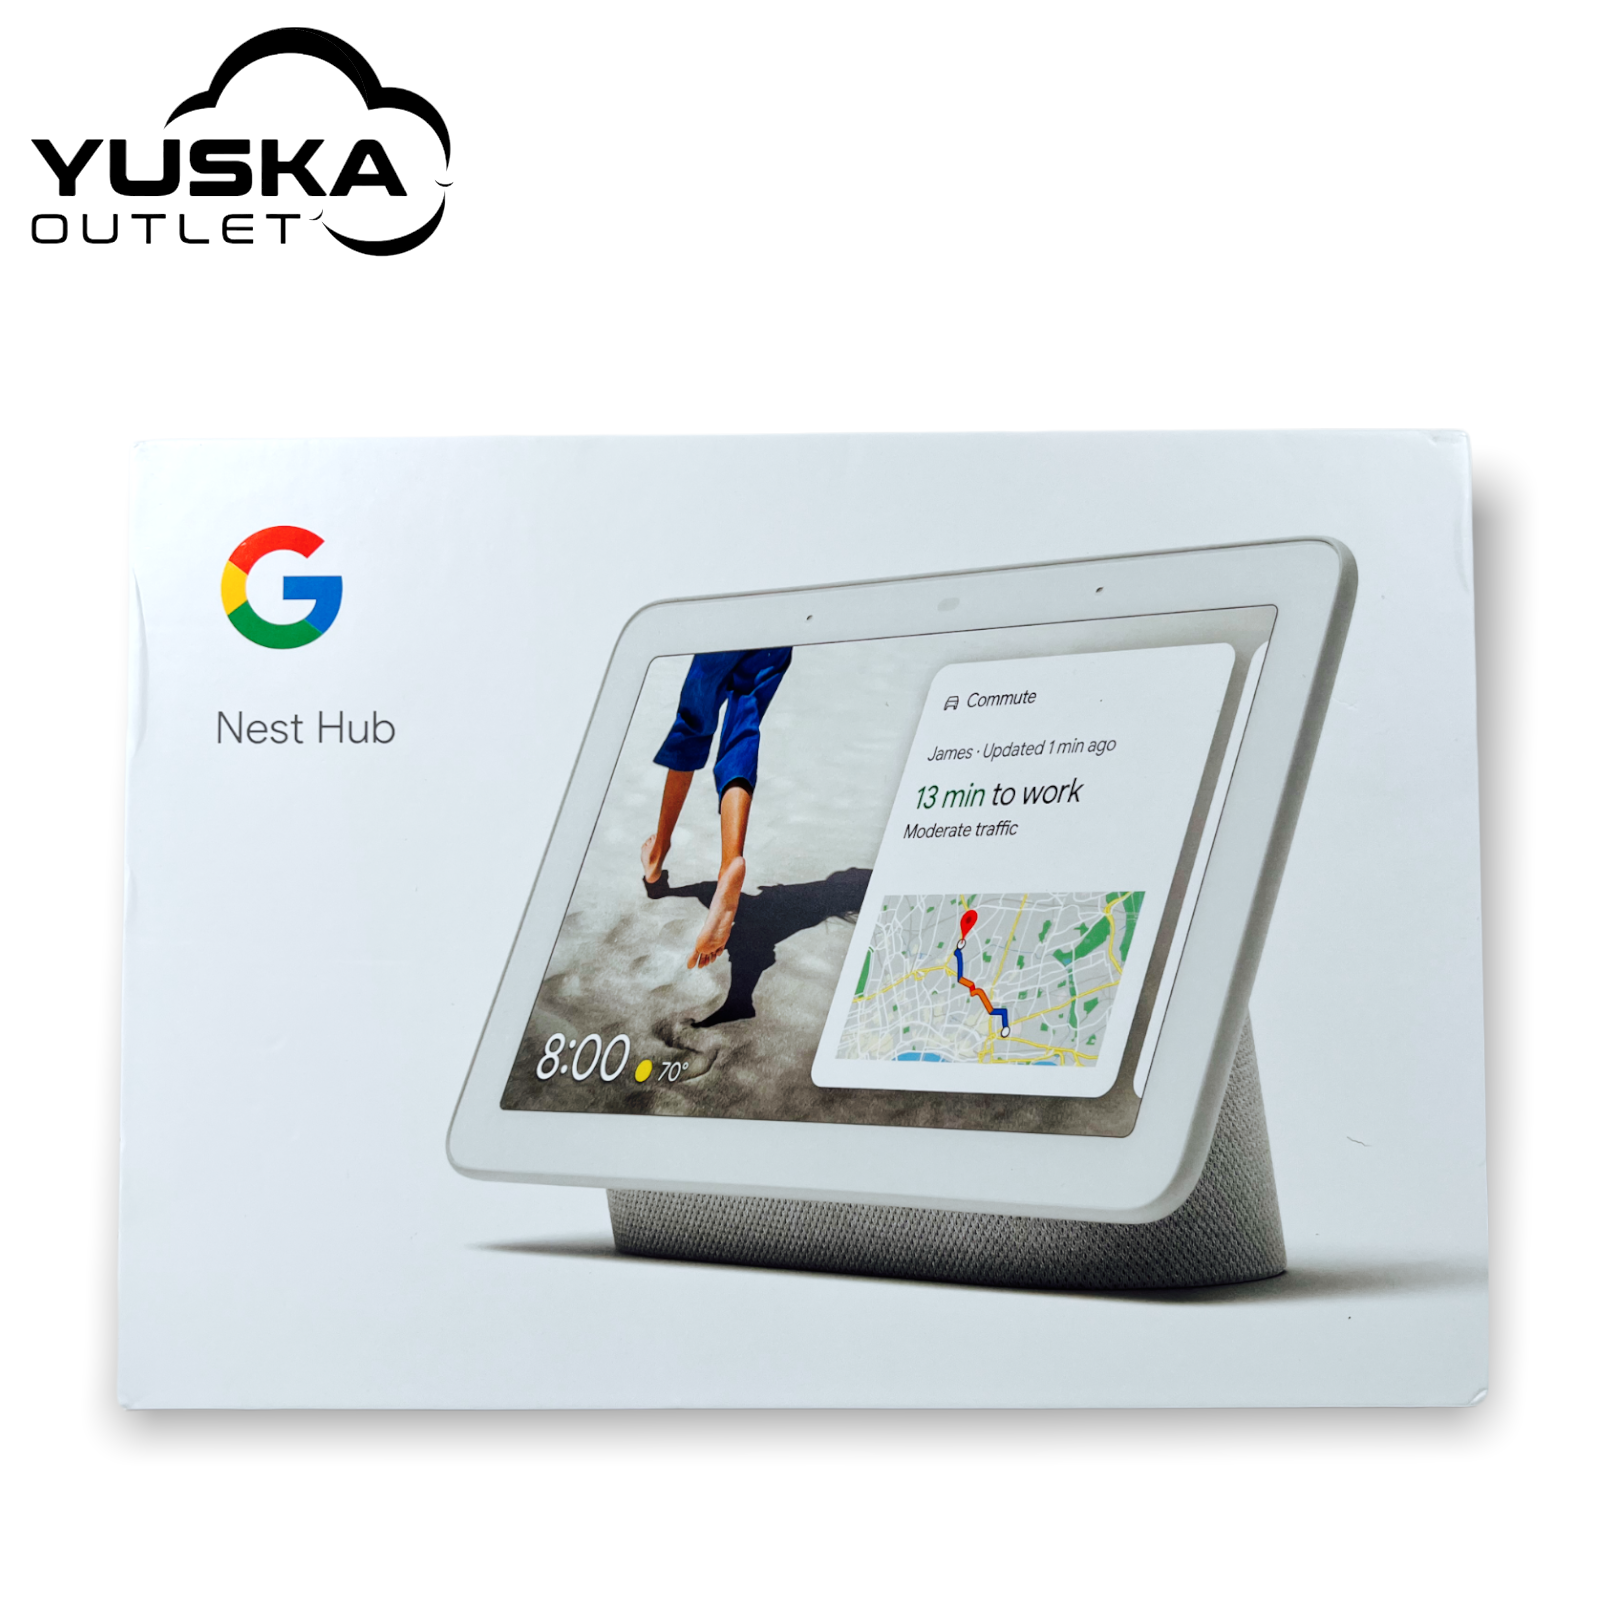 YUSKA
OUTLET
G
Nest Hub
Commute
James · Updated 1 min ago
13 min to work
Moderate traffic
8:00 70°